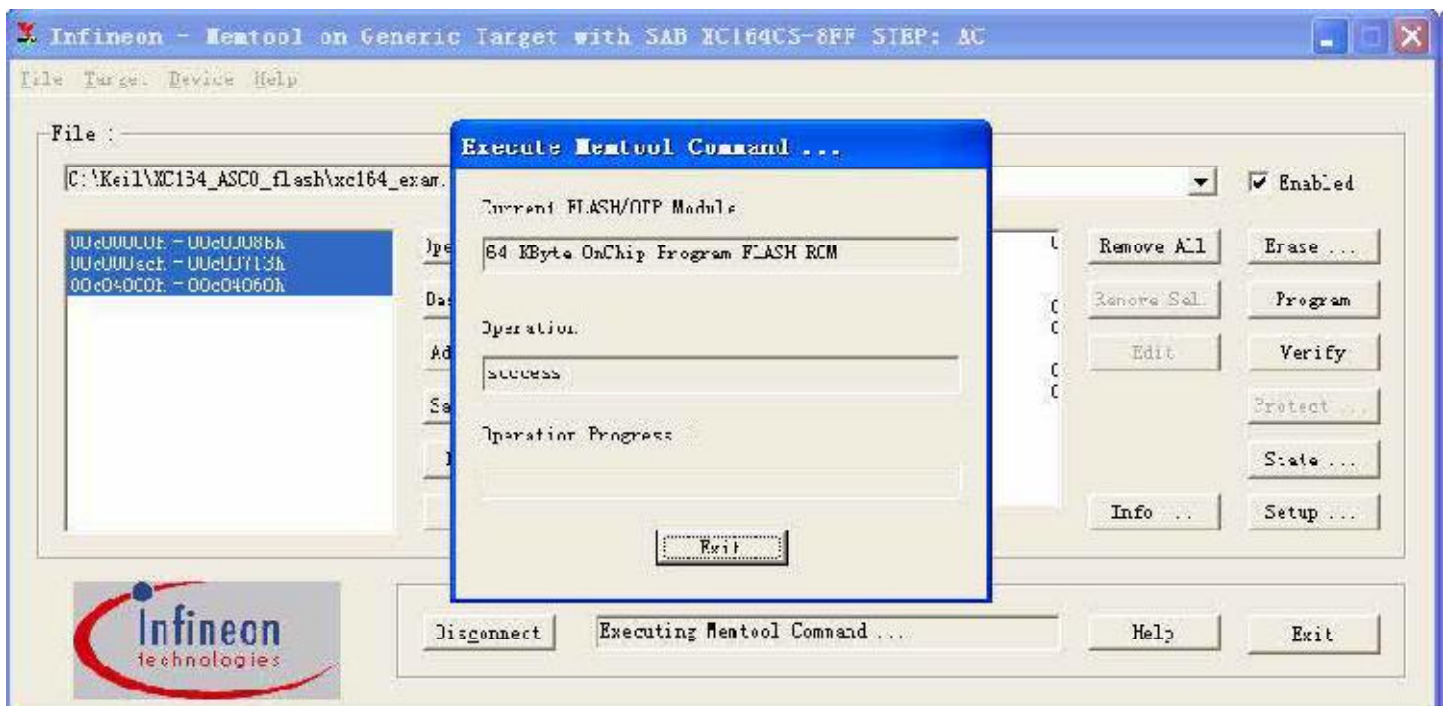 Infineon - Memtool on Generic Target with SAB XC164CS-8FF STEP: AC
File Target Device Help
File :
C:\Keil\XC164_ASC0_flash\xc164_exam.
Enabled
Execute Memtool Command ...
Current FLASH/OTP Module
64 KByte OnChip Program FLASH ROM
Operation
success
Operation Progress :
Exit
Ope
Ad
Remove All
Remove Sel.
Edit
Info ...
Erase ...
Program
Verify
Protect ...
State ...
Setup ...
Infineon
technologies
Disconnect
Executing Memtool Command ...
Help
Exit